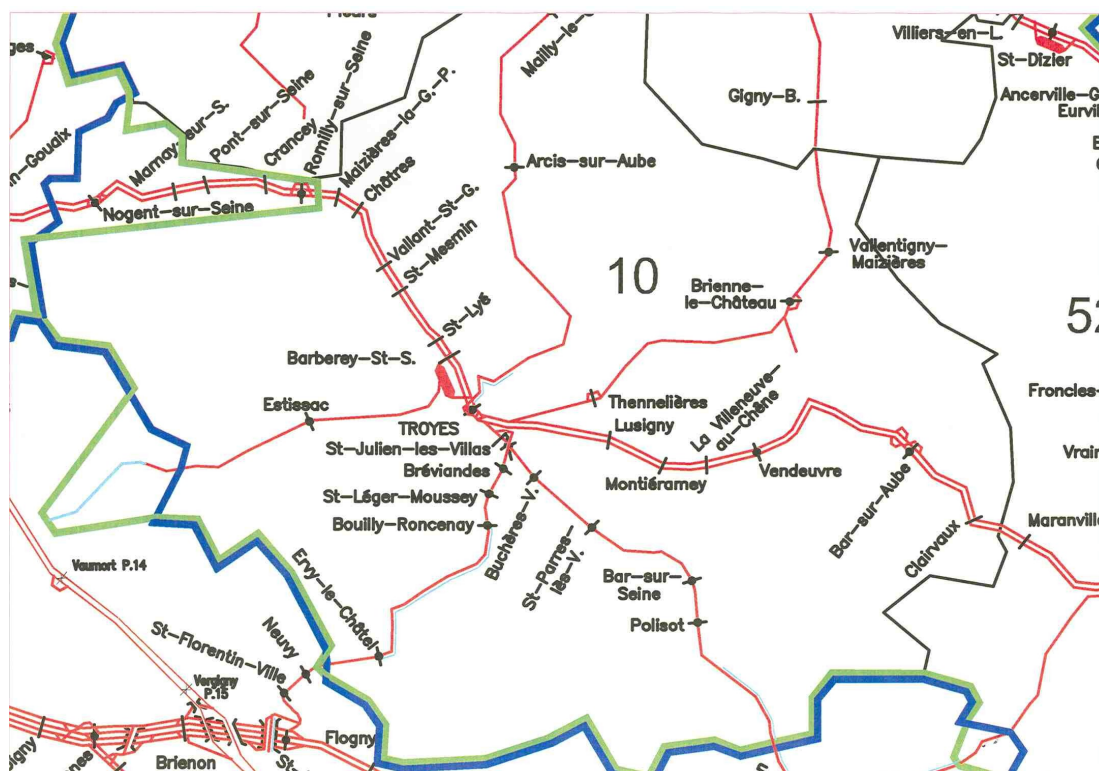 Villiers-en-L.
St-Dizier
Ancerville-G
Eurvil
Gigny-B.
Mailly-le-
Romilly-sur-Seine
Crancey
Pont-sur-Seine
Marnay-sur-S.
Maizières-la-G.-P.
Châtres
Nogent-sur-Seine
Arcis-sur-Aube
Vallant-St-G.
St-Mesmin
St-Lyé
10
52
Vallentigny-
Maizières
Brienne-
le-Château
Barberey-St-S.
Estissac
TROYES
Thennelières
Lusigny
La Villeneuve-
au-Chêne
Froncles-
Vrain
St-Julien-les-Villas
Bréviandes
St-Léger-Moussey
Bouilly-Roncenay
Buchères-V.
Montiéramey
Vendeuvre
Bar-sur-Aube
Clairvaux
Maranville
St-Parres-
lès-V.
Bar-sur-
Seine
Polisot
Ervy-le-Châtel
Vaumort P.14
Neuvy
St-Florentin-Ville
Vergigny
P.15
Flogny
Brienon